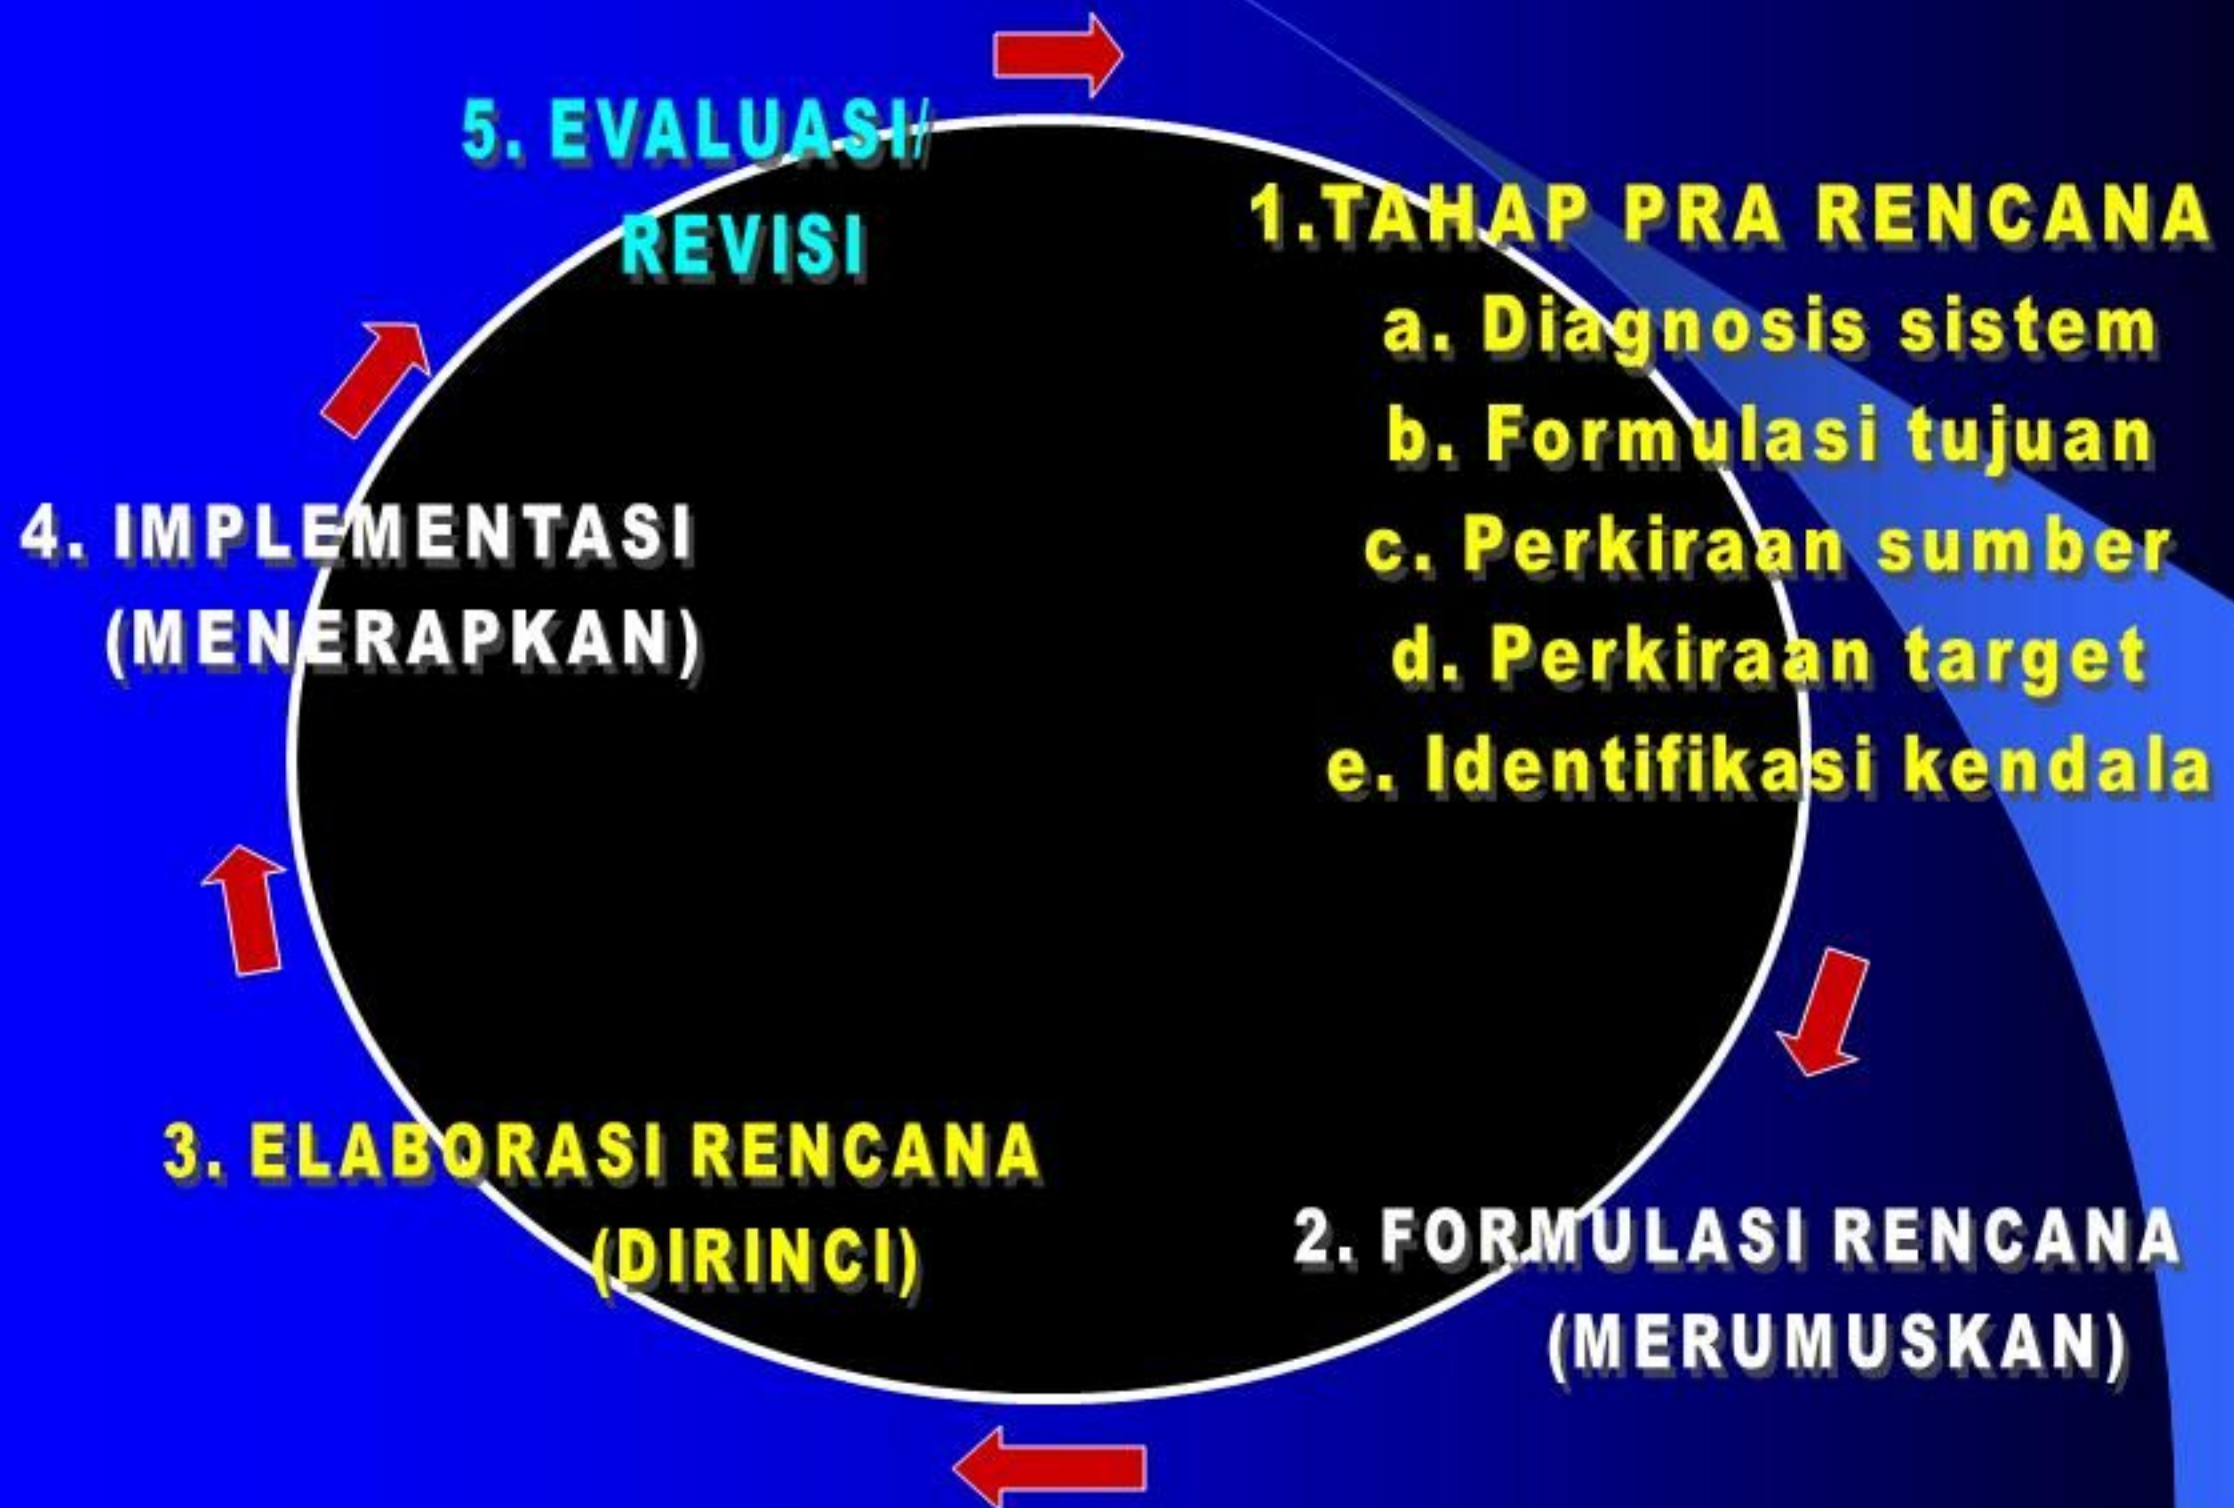 1.TAHAP PRA RENCANA
a. Diagnosis sistem
b. Formulasi tujuan
c. Perkiraan sumber
d. Perkiraan target
e. Identifikasi kendala
2. FORMULASI RENCANA
(MERUMUSKAN)
3. ELABORASI RENCANA
(DIRINCI)
4. IMPLEMENTASI
(MENERAPKAN)
5. EVALUASI/
REVISI